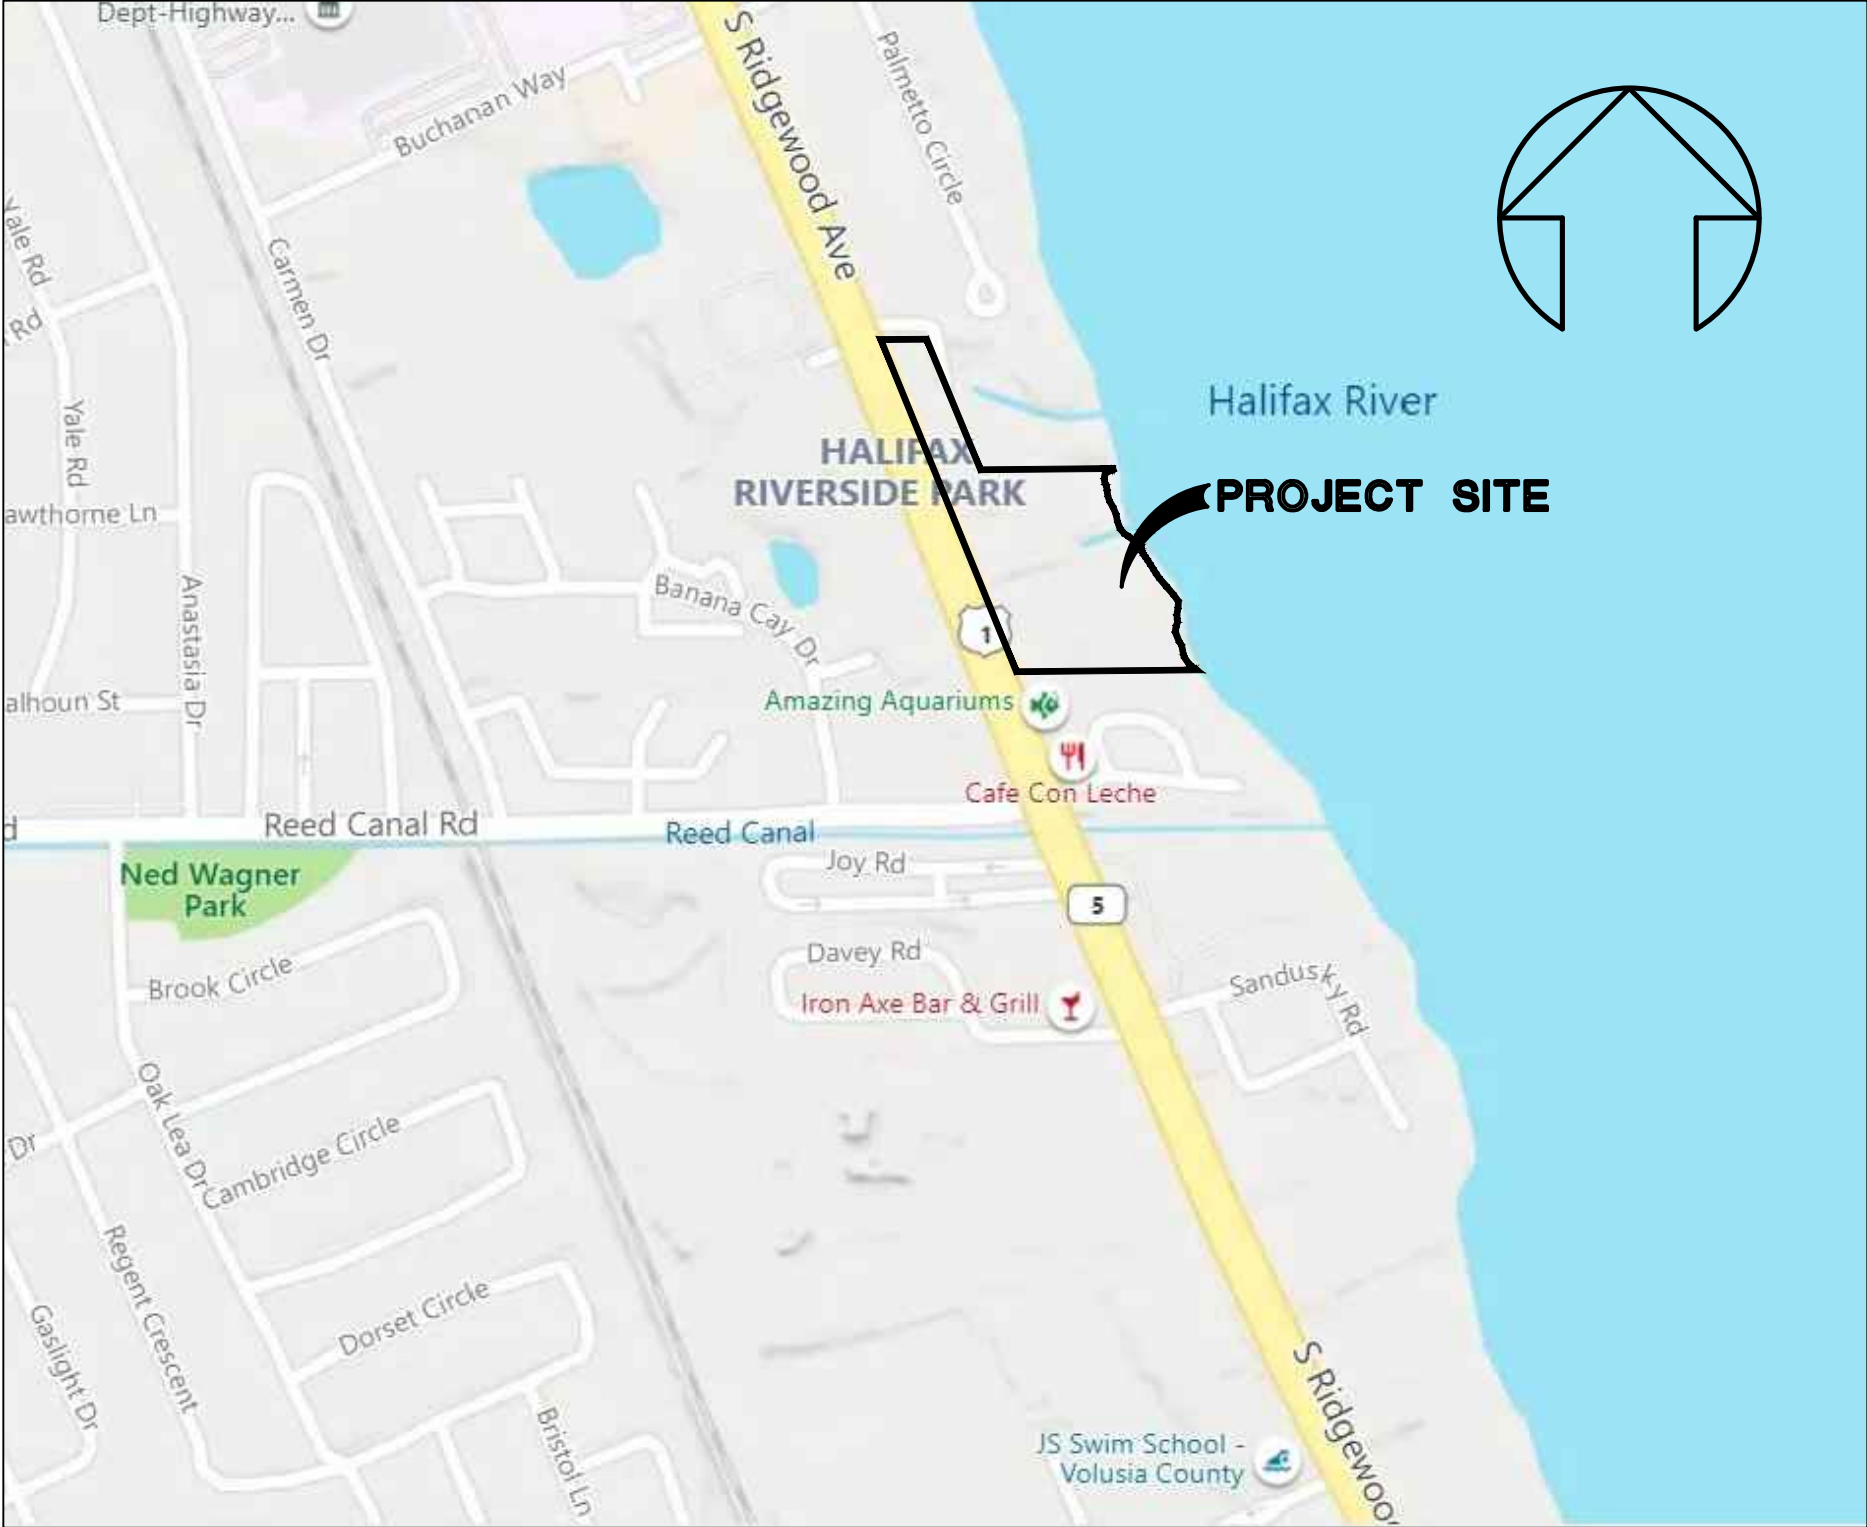 Dept-Highway...
S Ridgewood Ave
Palmetto Circle
Buchanan Way
Yale Rd
Carmen Dr
Rd
Halifax River
Yale Rd
HALIFAX
RIVERSIDE PARK
PROJECT SITE
awthorne Ln
Anastasia Dr
Banana Cay Dr
1
alhoun St
Amazing Aquariums
Cafe Con Leche
d
Reed Canal Rd
Reed Canal
Joy Rd
Ned Wagner
Park
5
Davey Rd
Brook Circle
Sandusky Rd
Iron Axe Bar & Grill
Oak Lea Dr
Dr
Cambridge Circle
Regent Crescent
Dorset Circle
Gaslight Dr
S Ridgewoo
Bristol Ln
JS Swim School -
Volusia County